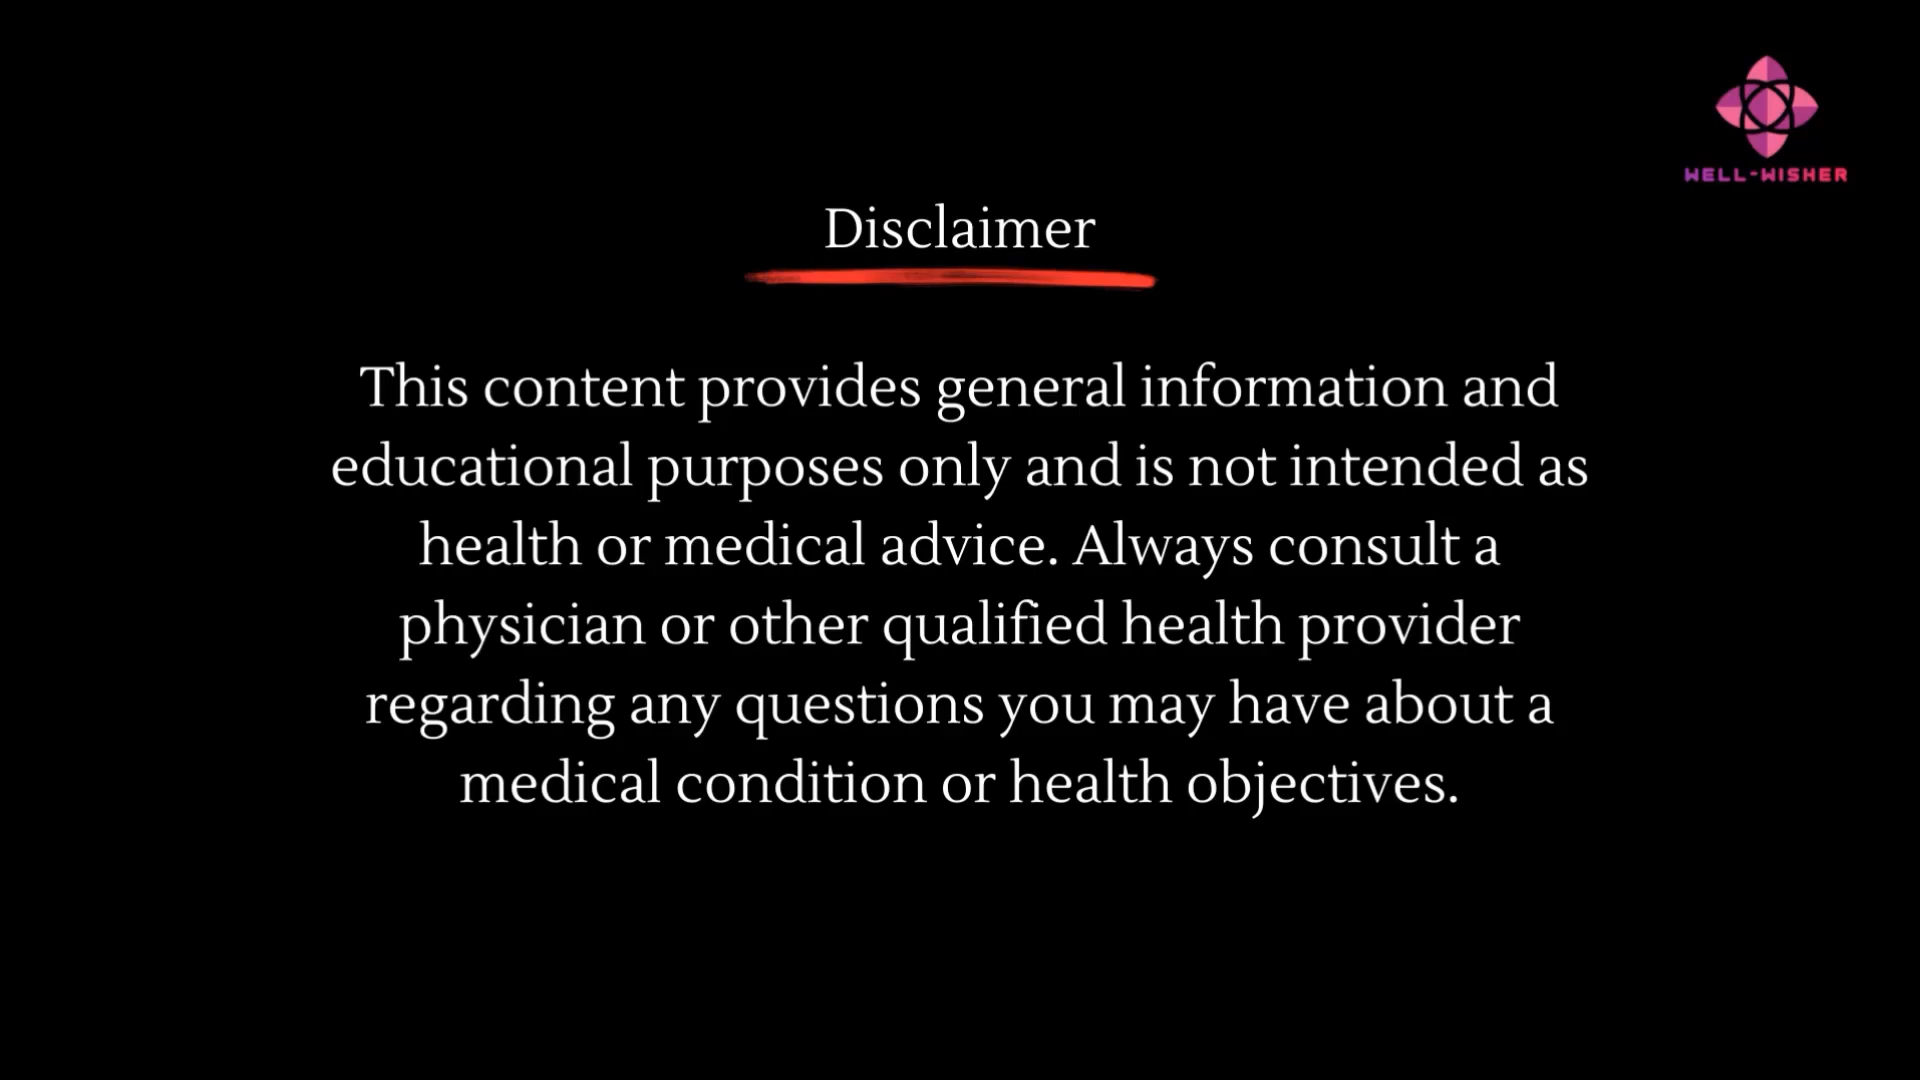 WELL-WISHER
Disclaimer
This content provides general information and
educational purposes only and is not intended as
health or medical advice. Always consult a
physician or other qualified health provider
regarding any questions you may have about a
medical condition or health objectives.